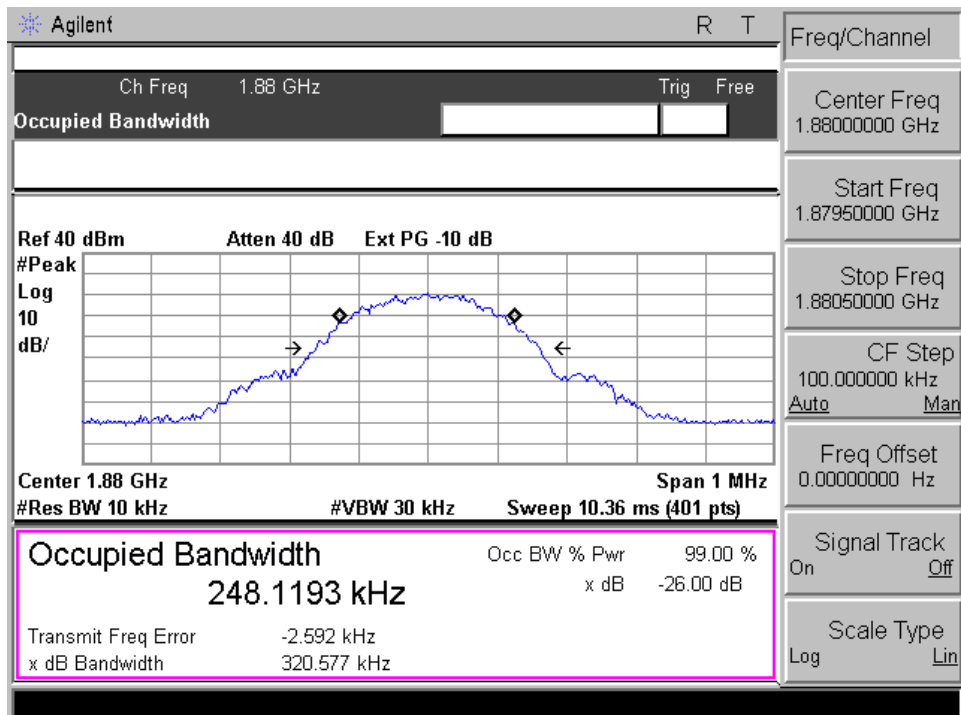 Agilent
R T
Ch Freq 1.88 GHz Trig Free
Occupied Bandwidth
Ref 40 dBm Atten 40 dB Ext PG -10 dB
#Peak
Log
10
dB/
Center 1.88 GHz Span 1 MHz
#Res BW 10 kHz #VBW 30 kHz Sweep 10.36 ms (401 pts)
Occupied Bandwidth
248.1193 kHz
Occ BW % Pwr 99.00 %
x dB -26.00 dB
Transmit Freq Error -2.592 kHz
x dB Bandwidth 320.577 kHz
Freq/Channel
Center Freq
1.88000000 GHz
Start Freq
1.87950000 GHz
Stop Freq
1.88050000 GHz
CF Step
100.000000 kHz
Auto Man
Freq Offset
0.00000000 Hz
Signal Track
On Off
Scale Type
Log Lin